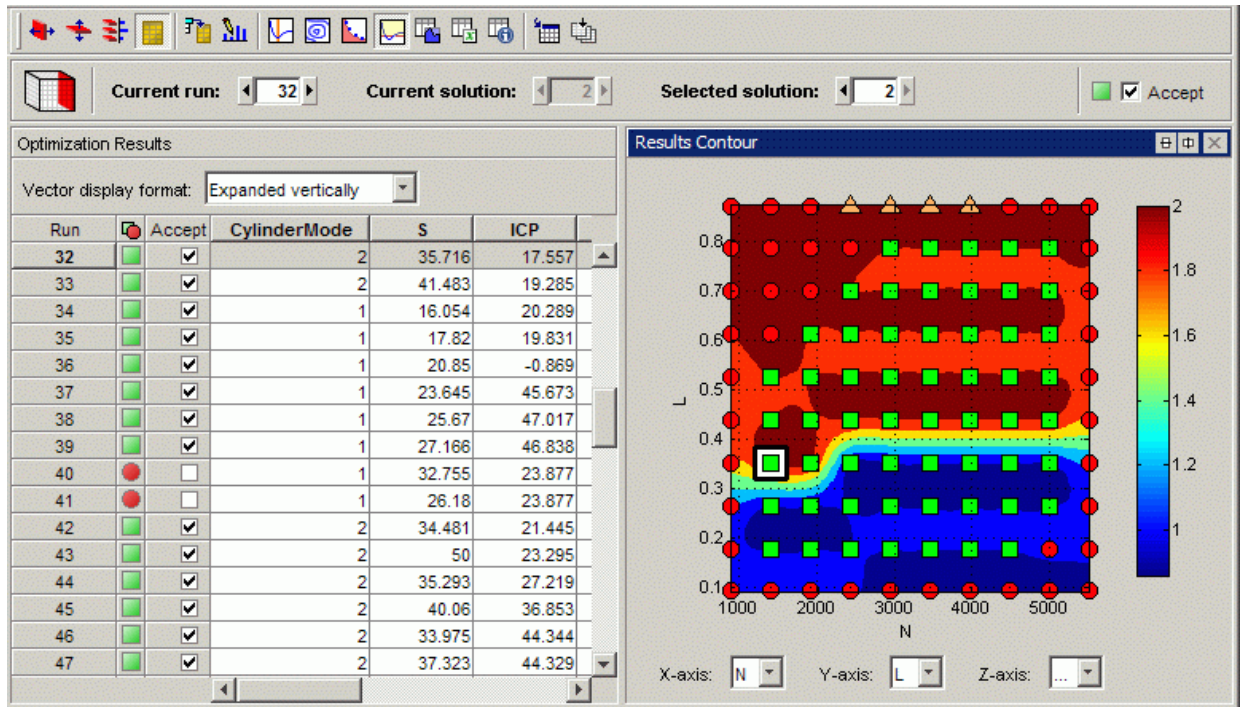 Current run: 32 Current solution: 2 Selected solution: 2 Accept
Optimization Results
Vector display format: Expanded vertically
Run Accept CylinderMode S ICP
32 2 35.716 17.557
33 2 41.483 19.285
34 1 16.054 20.289
35 1 17.82 19.831
36 1 20.85 -0.869
37 1 23.645 45.673
38 1 25.67 47.017
39 1 27.166 46.838
40 1 32.755 23.877
41 1 26.18 23.877
42 2 34.481 21.445
43 2 50 23.295
44 2 35.293 27.219
45 2 40.06 36.853
46 2 33.975 44.344
47 2 37.323 44.329
Results Contour
0.8
0.7
0.6
0.5
0.4
0.3
0.2
0.1
L
1000 2000 3000 4000 5000
N
2
1.8
1.6
1.4
1.2
1
X-axis: N Y-axis: L Z-axis: ...